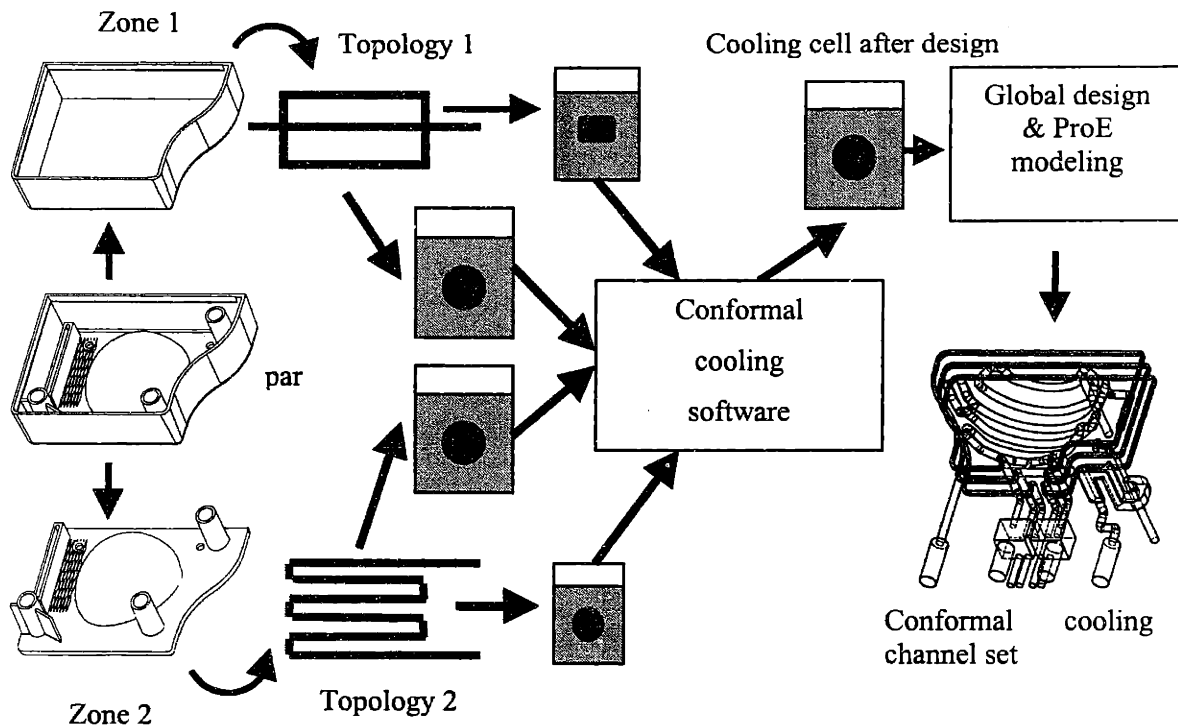 Zone 1
Topology 1
Cooling cell after design
Global design
& ProE
modeling
par
Conformal
cooling
software
Conformal cooling
channel set
Topology 2
Zone 2